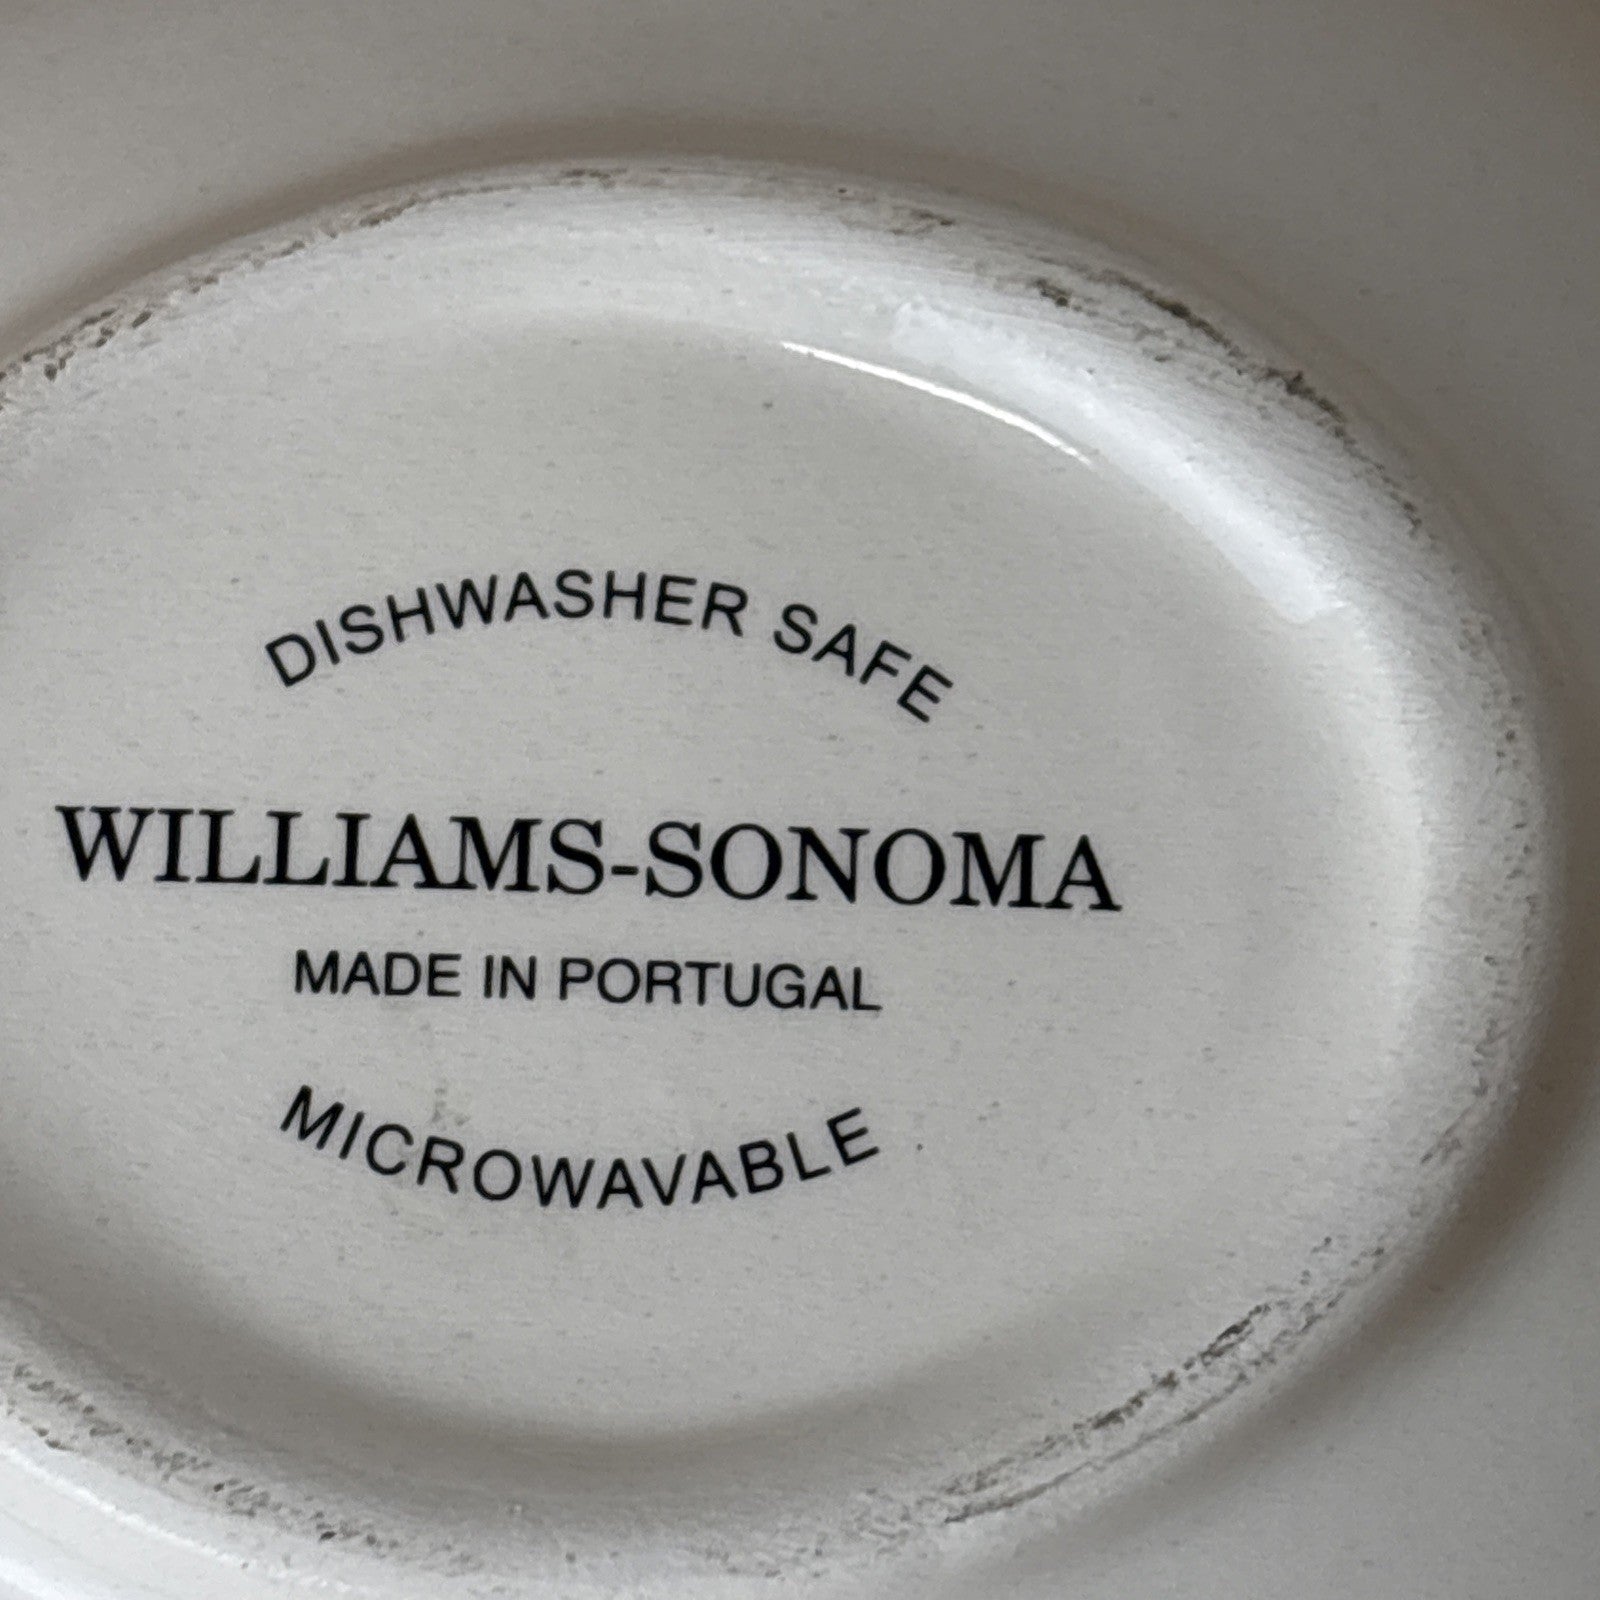 DISHWASHER SAFE
WILLIAMS-SONOMA
MADE IN PORTUGAL
MICROWAVABLE